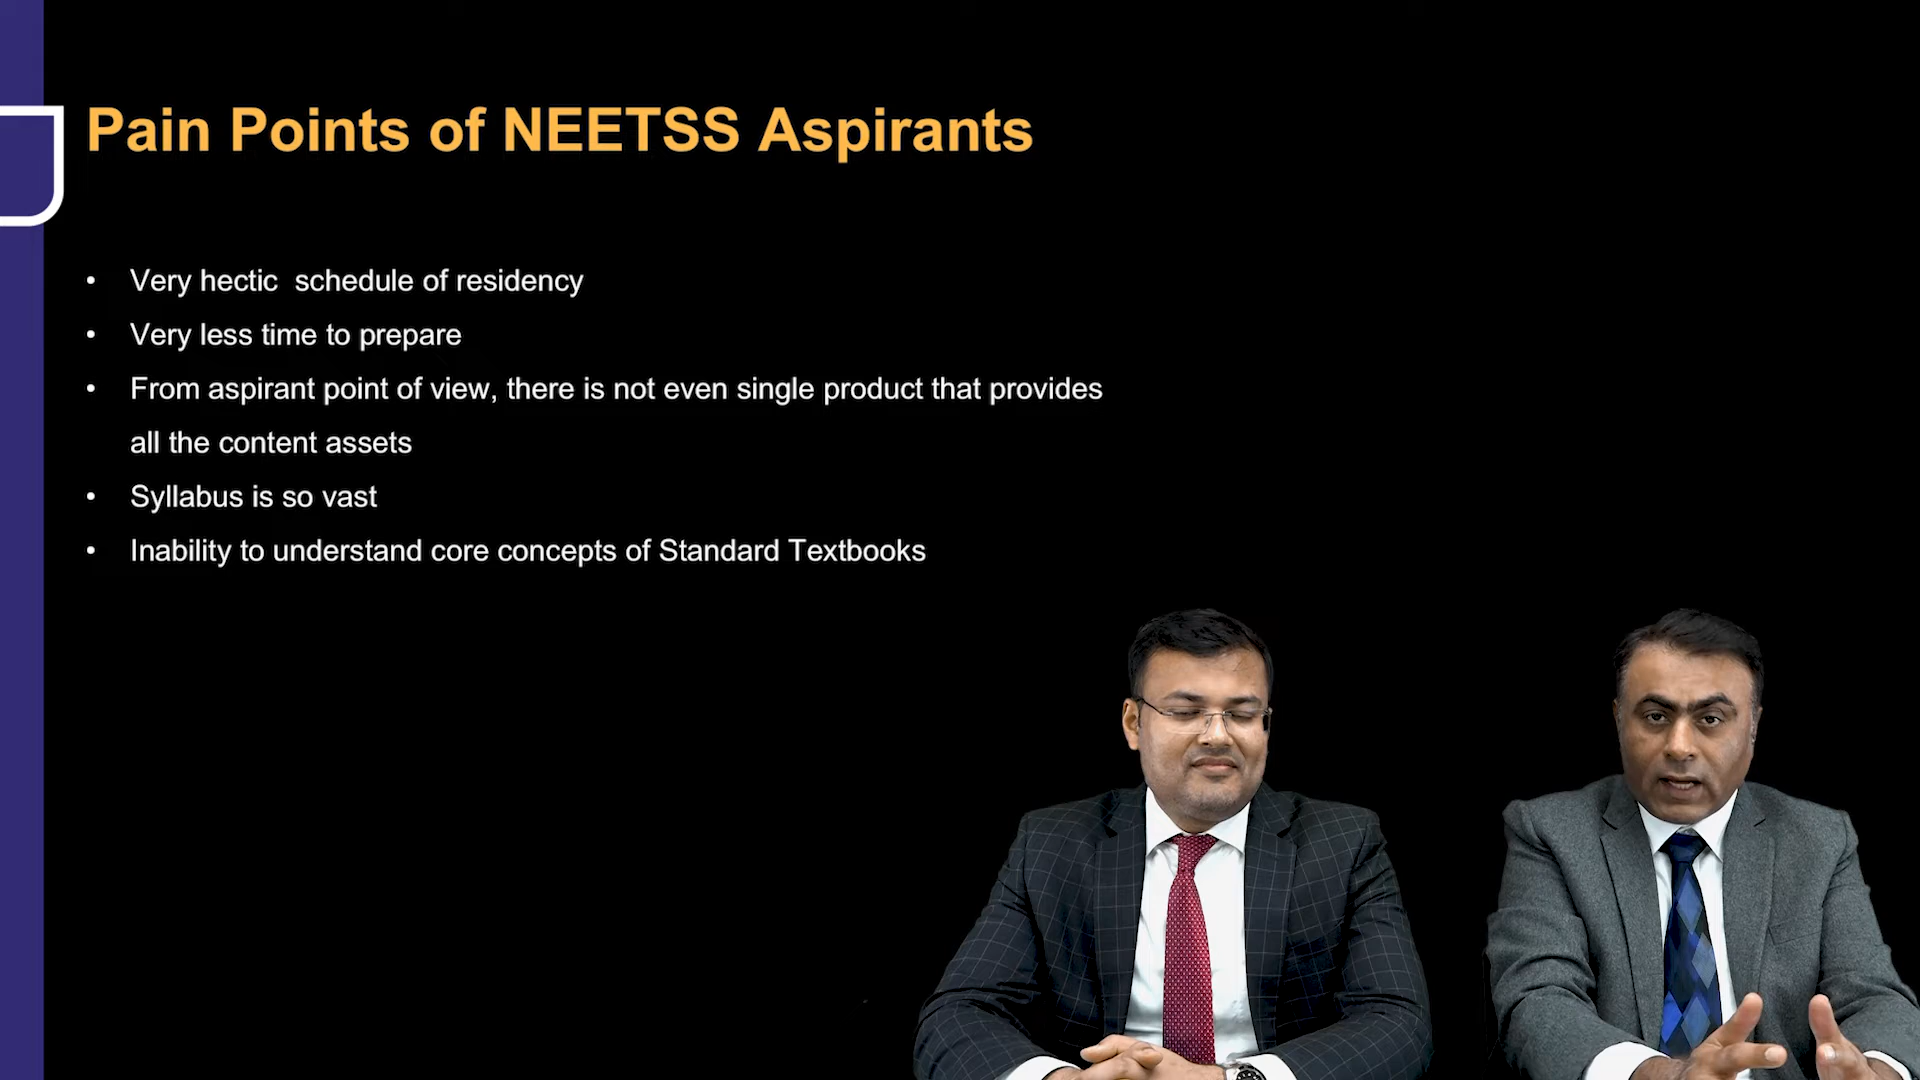 Pain Points of NEETSS Aspirants
• Very hectic  schedule of residency
• Very less time to prepare
• From aspirant point of view, there is not even single product that provides
all the content assets
• Syllabus is so vast
• Inability to understand core concepts of Standard Textbooks